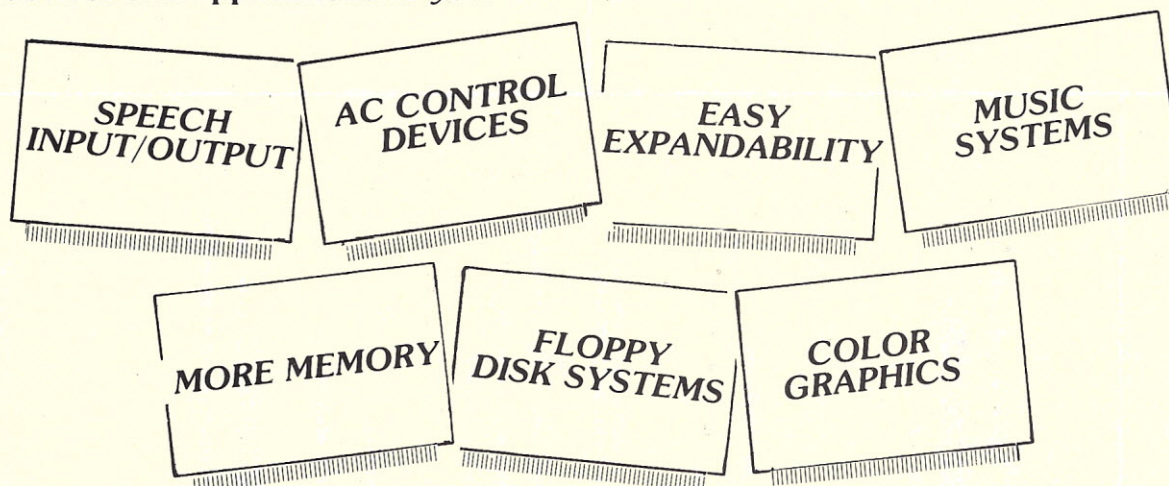 SPEECH
INPUT/OUTPUT
AC CONTROL
DEVICES
EASY
EXPANDABILITY
MUSIC
SYSTEMS
MORE MEMORY
FLOPPY
DISK SYSTEMS
COLOR
GRAPHICS